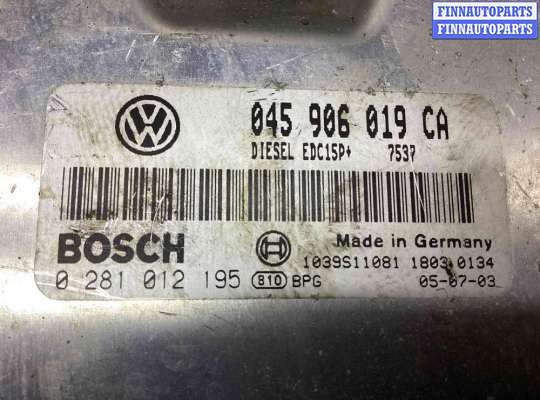 FINNAUTOPARTS
FINNAUTOPARTS
045 906 019 CA
DIESEL EDC15P+ 7537
BOSCH
Made in Germany
1039S11081 1803 0134
0 281 012 195 810 BPG 05-07-03